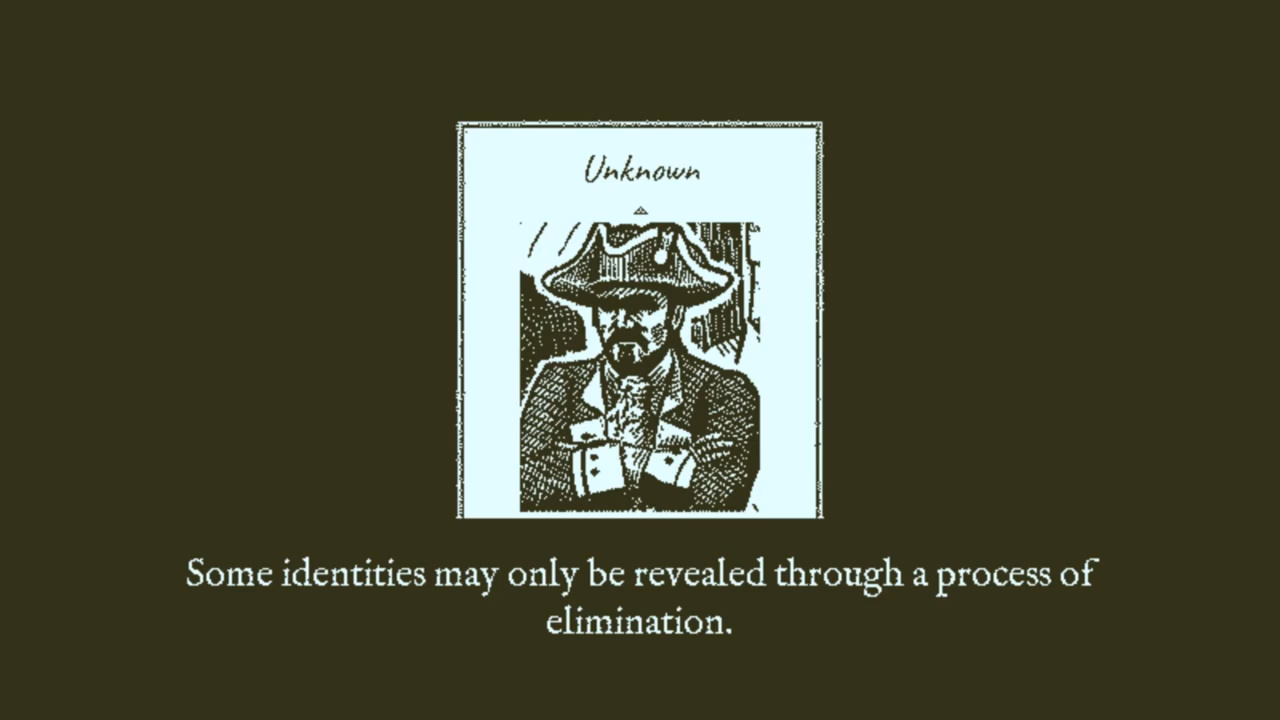 Unknown
Some identities may only be revealed through a process of
elimination.